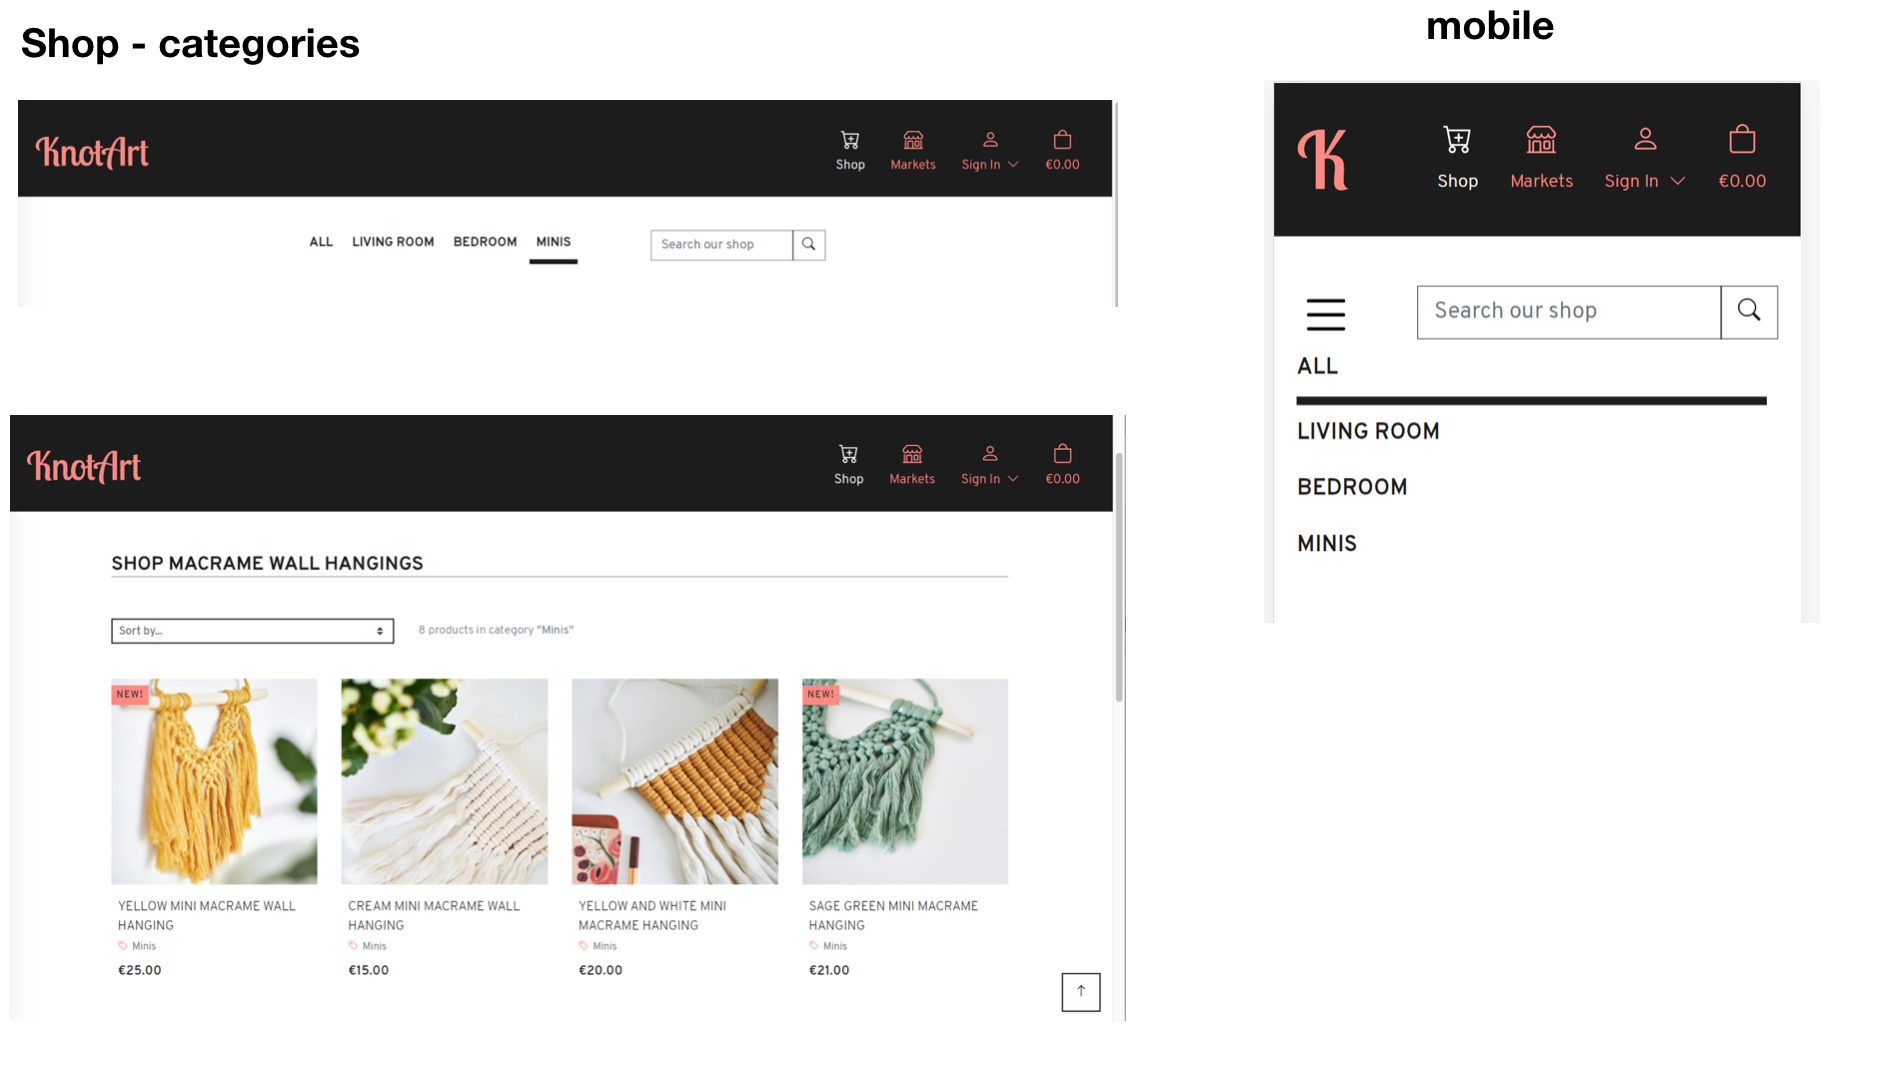 Shop - categories
mobile
KnotArt
Shop
Markets
Sign In
€0.00
ALL
LIVING ROOM
BEDROOM
MINIS
Search our shop
KnotArt
Shop
Markets
Sign In
€0.00
SHOP MACRAME WALL HANGINGS
Sort by...
8 products in category "Minis"
NEW!
YELLOW MINI MACRAME WALL
HANGING
Minis
€25.00
CREAM MINI MACRAME WALL
HANGING
Minis
€15.00
YELLOW AND WHITE MINI
MACRAME HANGING
Minis
€20.00
NEW!
SAGE GREEN MINI MACRAME
HANGING
Minis
€21.00
K
Shop
Markets
Sign In
€0.00
Search our shop
ALL
LIVING ROOM
BEDROOM
MINIS